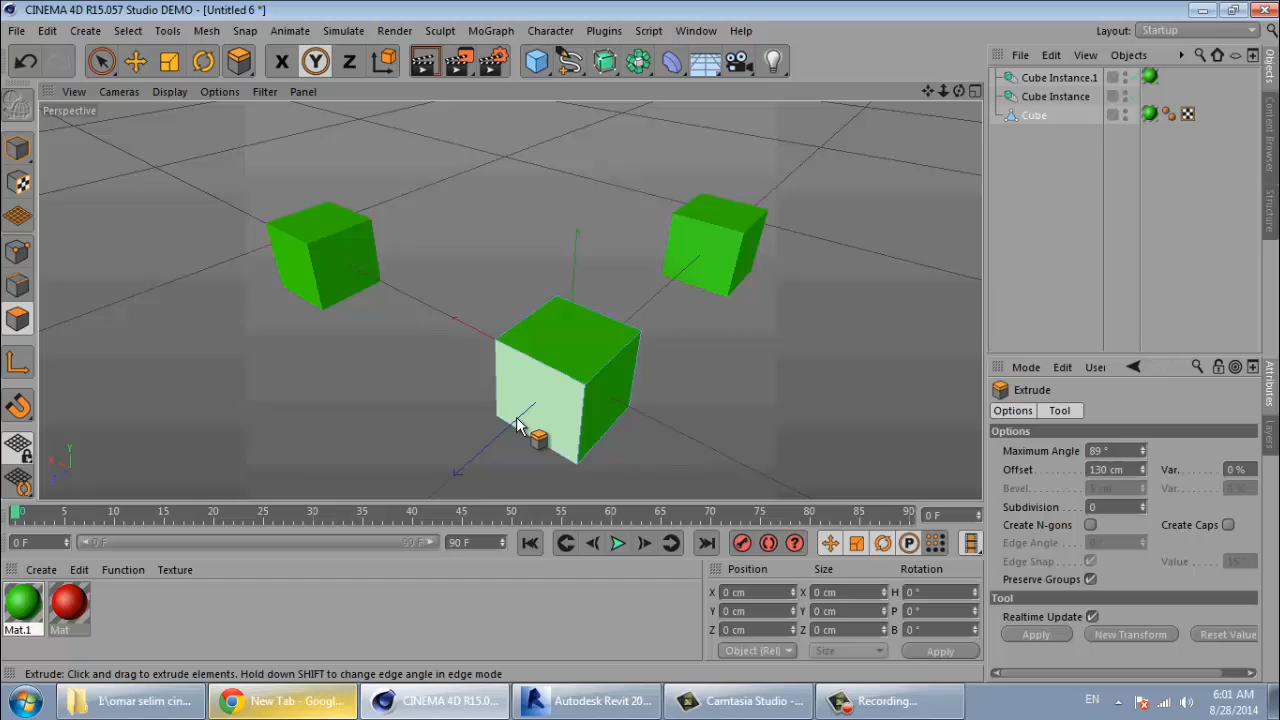 CINEMA 4D R15.057 Studio DEMO - [Untitled 6 *]
File Edit Create Select Tools Mesh Snap Animate Simulate Render Sculpt MoGraph Character Plugins Script Window Help Layout: Startup
X Y Z
File Edit View Objects
View Cameras Display Options Filter Panel
Perspective
Cube Instance.1
Cube Instance
Cube
Objects
Content Browser
Structure
Y
X
Z
Mode Edit User
Extrude
Options Tool
Options
Maximum Angle 89 °
Offset 130 cm Var. 0 %
Subdivision 0
Create N-gons Create Caps
Edge Angle 0 °
Edge Snap Value 15 °
Preserve Groups
Tool
Realtime Update
Apply New Transform Reset Value
Attributes
Layers
0 5 10 15 20 25 30 35 40 45 50 55 60 65 70 75 80 85 90 0 F
0 F 0 F 90 F 90 F
P
Create Edit Function Texture
Mat.1 Mat
Position Size Rotation
X 0 cm X 0 cm H 0 °
Y 0 cm Y 0 cm P 0 °
Z 0 cm Z 0 cm B 0 °
Object (Rel) Size Apply
Extrude: Click and drag to extrude elements. Hold down SHIFT to change edge angle in edge mode
E:\omar selim cin... New Tab - Googl... CINEMA 4D R15.0... Autodesk Revit 20... Camtasia Studio -... Recording... EN 6:01 AM
8/28/2014